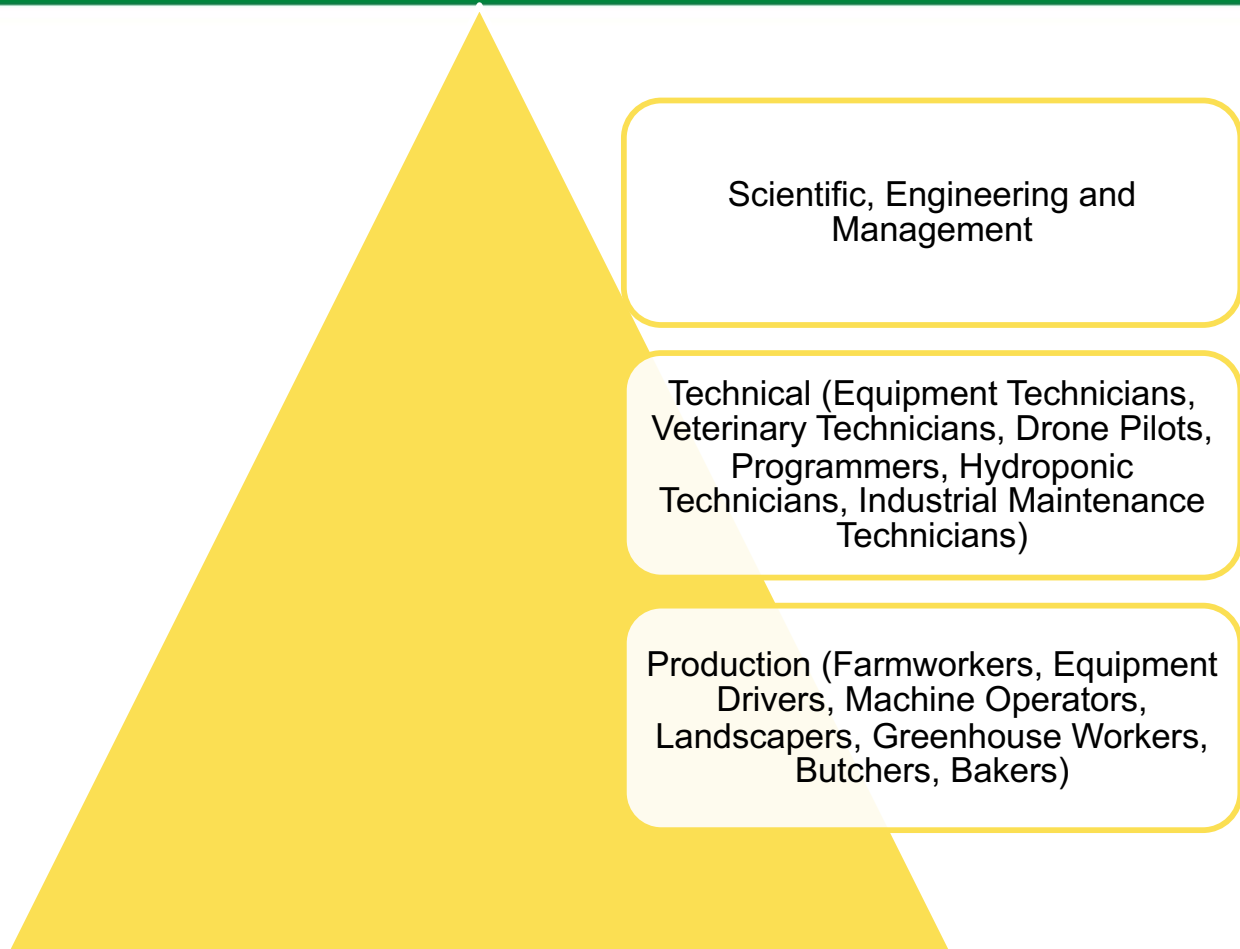 Scientific, Engineering and
Management
Technical (Equipment Technicians,
Veterinary Technicians, Drone Pilots,
Programmers, Hydroponic
Technicians, Industrial Maintenance
Technicians)
Production (Farmworkers, Equipment
Drivers, Machine Operators,
Landscapers, Greenhouse Workers,
Butchers, Bakers)